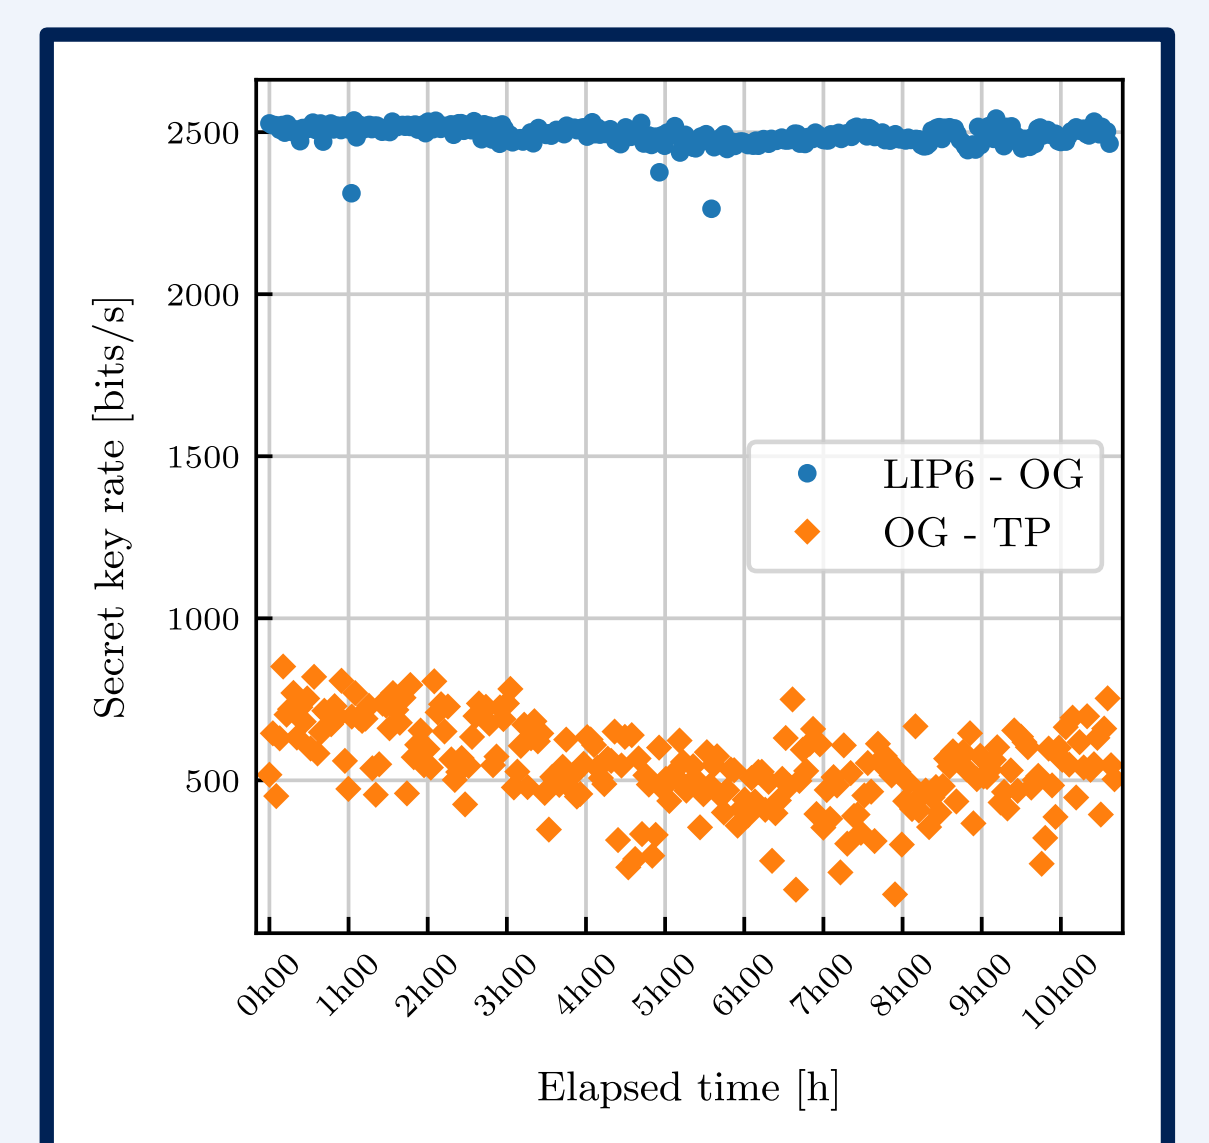 2500
2000
1500
1000
500
Secret key rate [bits/s]
LIP6 - OG
OG - TP
0h00
1h00
2h00
3h00
4h00
5h00
6h00
7h00
8h00
9h00
10h00
Elapsed time [h]